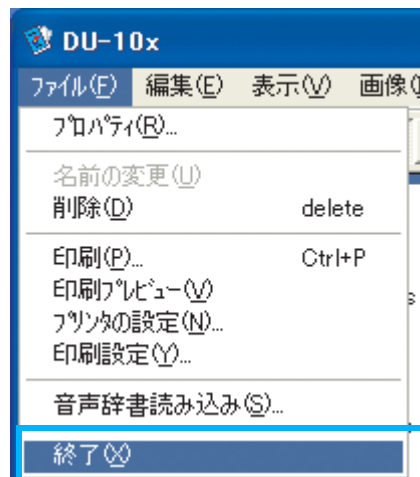 DU-10x
ﾌｧｲﾙ(F) 編集(E) 表示(V) 画像
ﾌﾟﾛﾊﾟﾃｨ(R)...
名前の変更(U)
削除(D) delete
印刷(P)... Ctrl+P
印刷ﾌﾟﾚﾋﾞｭｰ(V)
ﾌﾟﾘﾝﾀの設定(N)...
印刷設定(Y)...
音声辞書読み込み(S)...
終了(X)